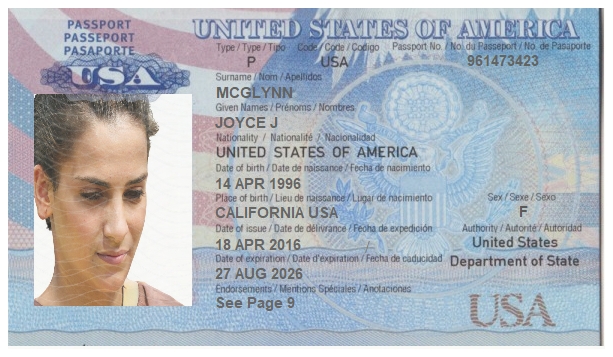 PASSPORT
PASSEPORT
PASAPORTE
USA
UNITED STATES OF AMERICA
Type / Type / Tipo Code / Code / Codigo Passport No. / No. du Passeport / No. de Pasaporte
P USA 961473423
Surname / Nom / Apellidos
MCGLYNN
Given Names / Prénoms / Nombres
JOYCE J
Nationality / Nationalité / Nacionalidad
UNITED STATES OF AMERICA
Date of birth / Date de naissance / Fecha de nacimiento
14 APR 1996
Place of birth / Lieu de naissance / Lugar de nacimiento Sex / Sexe / Sexo
CALIFORNIA USA F
Date of issue / Date de délivrance / Fecha de expedición Authority / Autorité / Autoridad
18 APR 2016 United States
Date of expiration / Date d'expiration / Fecha de caducidad Department of State
27 AUG 2026
Endorsements / Mentions Spéciales / Anotaciones
See Page 9
USA